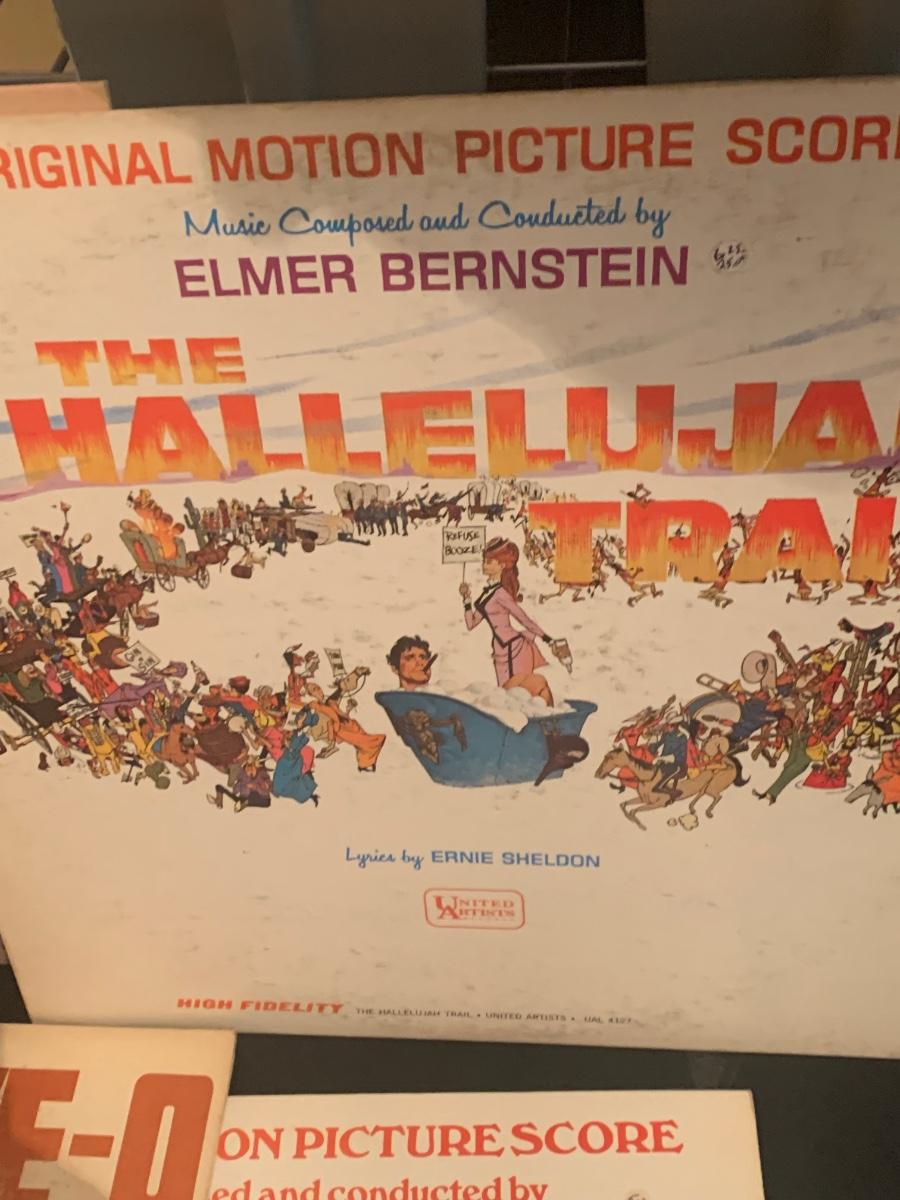 RIGINAL MOTION PICTURE SCOR
Music Composed and Conducted by
ELMER BERNSTEIN
THE
HALLELUJA
TRAI
REFUSE
BOOZE!
Lyrics by ERNIE SHELDON
UNITED
ARTISTS
HIGH FIDELITY THE HALLELUJAH TRAIL • UNITED ARTISTS • UAL 4127
E-O
ON PICTURE SCORE
ed and conducted by